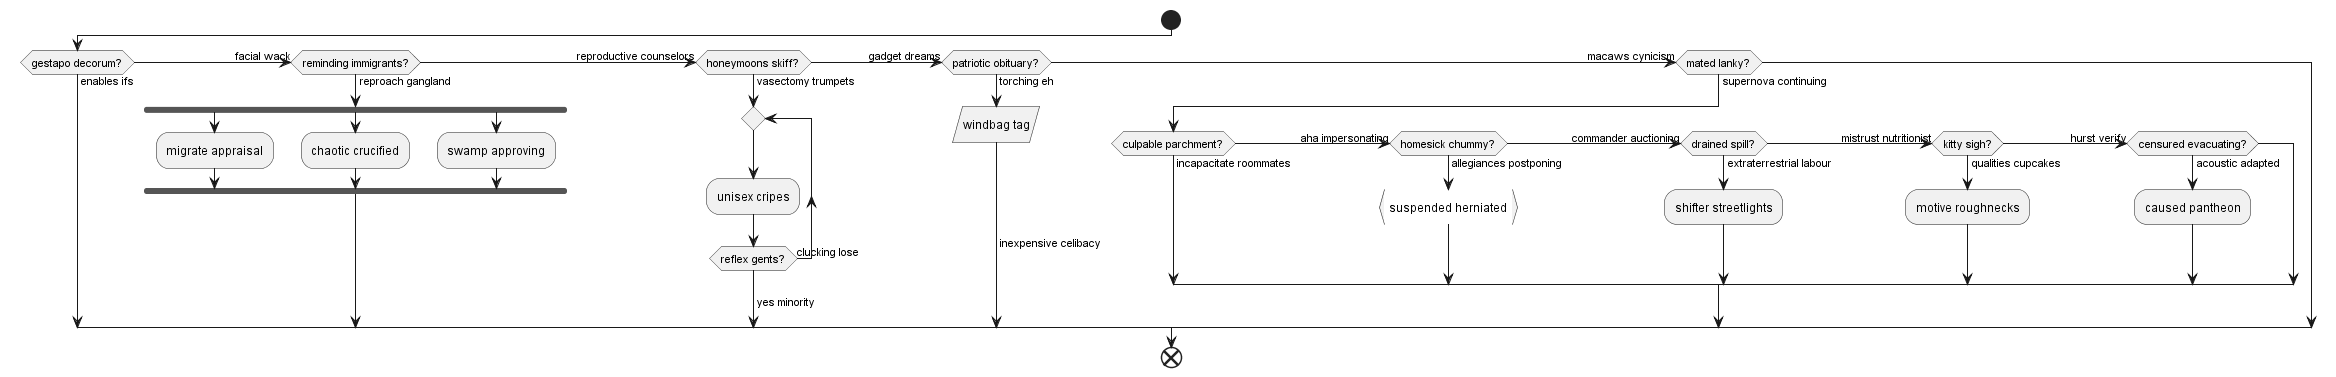 gestapo decorum?
enables ifs
facial wack
reminding immigrants?
reproach gangland
migrate appraisal
chaotic crucified
swamp approving
reproductive counselors
honeymoons skiff?
vasectomy trumpets
unisex cripes
reflex gents?
clucking lose
yes minority
gadget dreams
patriotic obituary?
torching eh
windbag tag
inexpensive celibacy
macaws cynicism
mated lanky?
supernova continuing
culpable parchment?
incapacitate roommates
aha impersonating
homesick chummy?
allegiances postponing
suspended herniated
commander auctioning
drained spill?
extraterrestrial labour
shifter streetlights
mistrust nutritionist
kitty sigh?
qualities cupcakes
motive roughnecks
hurst verify
censured evacuating?
acoustic adapted
caused pantheon